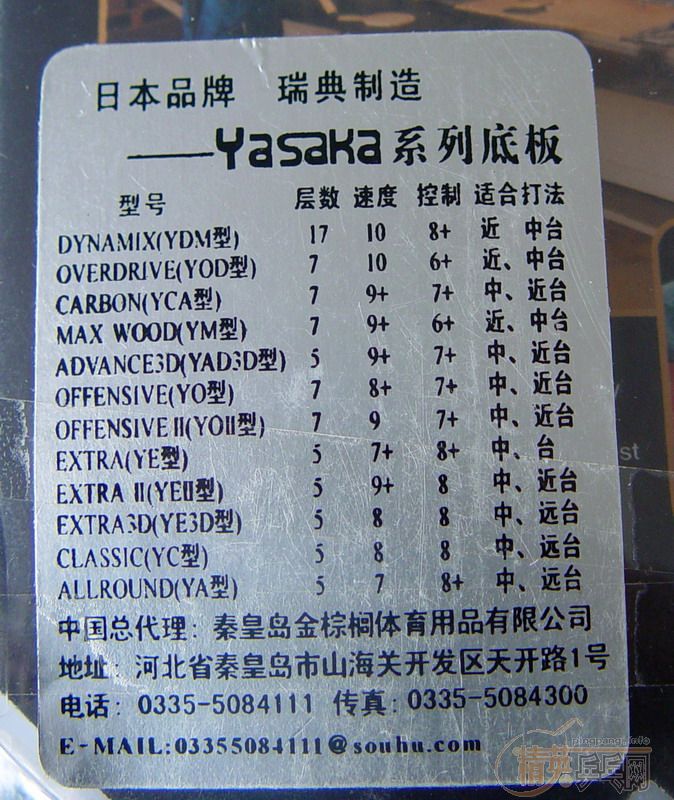 日本品牌 瑞典制造
——Yasaka系列底板
型号 层数 速度 控制 适合打法
DYNAMIX(YDM型) 17 10 8+ 近 中台
OVERDRIVE(YOD型) 7 10 6+ 近、中台
CARBON(YCA型) 7 9+ 7+ 中、近台
MAX WOOD(YM型) 7 9+ 6+ 近、中台
ADVANCE3D(YAD3D型) 5 9+ 7+ 中、近台
OFFENSIVE(YO型) 7 8+ 7+ 中、近台
OFFENSIVE II(YOII型) 7 9 7+ 中、近台
EXTRA(YE型) 5 7+ 8+ 中、台
EXTRA II(YEII型) 5 9+ 8 中、近台
EXTRA3D(YE3D型) 5 8 8 中、远台
CLASSIC(YC型) 5 8 8 中、远台
ALLROUND(YA型) 5 7 8+ 中、远台
中国总代理: 秦皇岛金棕榈体育用品有限公司
地址: 河北省秦皇岛市山海关开发区天开路1号
电话: 0335-5084111 传真: 0335-5084300
E-MAIL:03355084111@souhu.com
st
pingpang.info
精英乒乓网